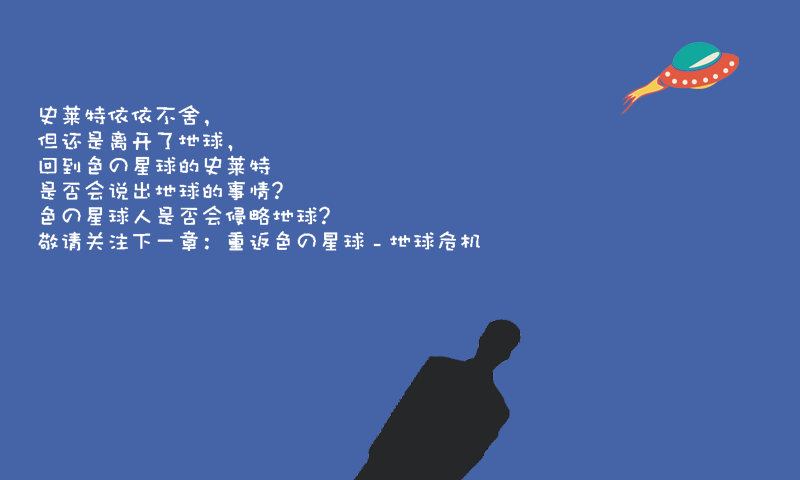 史莱特依依不舍，
但还是离开了地球，
回到色の星球的史莱特
是否会说出地球的事情？
色の星球人是否会侵略地球？
敬请关注下一章：重返色の星球-地球危机